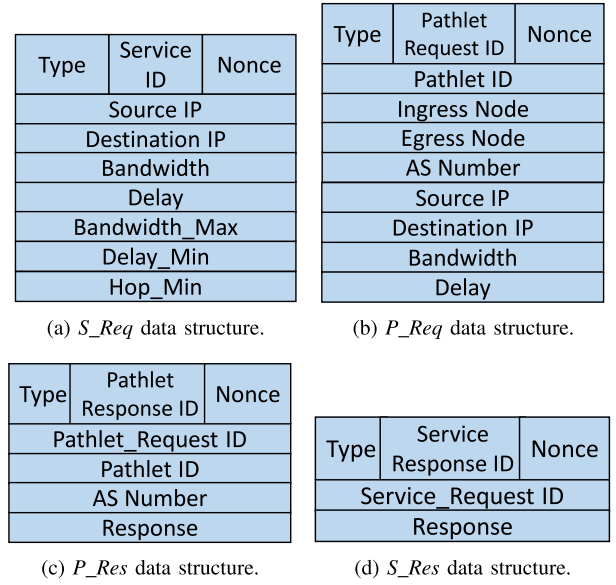 Type Service ID Nonce
Source IP
Destination IP
Bandwidth
Delay
Bandwidth_Max
Delay_Min
Hop_Min
(a) S_Req data structure.
Type Pathlet Request ID Nonce
Pathlet ID
Ingress Node
Egress Node
AS Number
Source IP
Destination IP
Bandwidth
Delay
(b) P_Req data structure.
Type Pathlet Response ID Nonce
Pathlet_Request ID
Pathlet ID
AS Number
Response
(c) P_Res data structure.
Type Service Response ID Nonce
Service_Request ID
Response
(d) S_Res data structure.